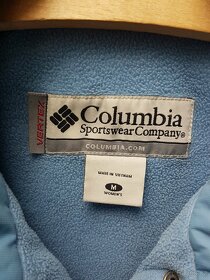 VERTEX
Columbia
Sportswear Company®
COLUMBIA.COM
MADE IN VIETNAM
M
WOMEN'S